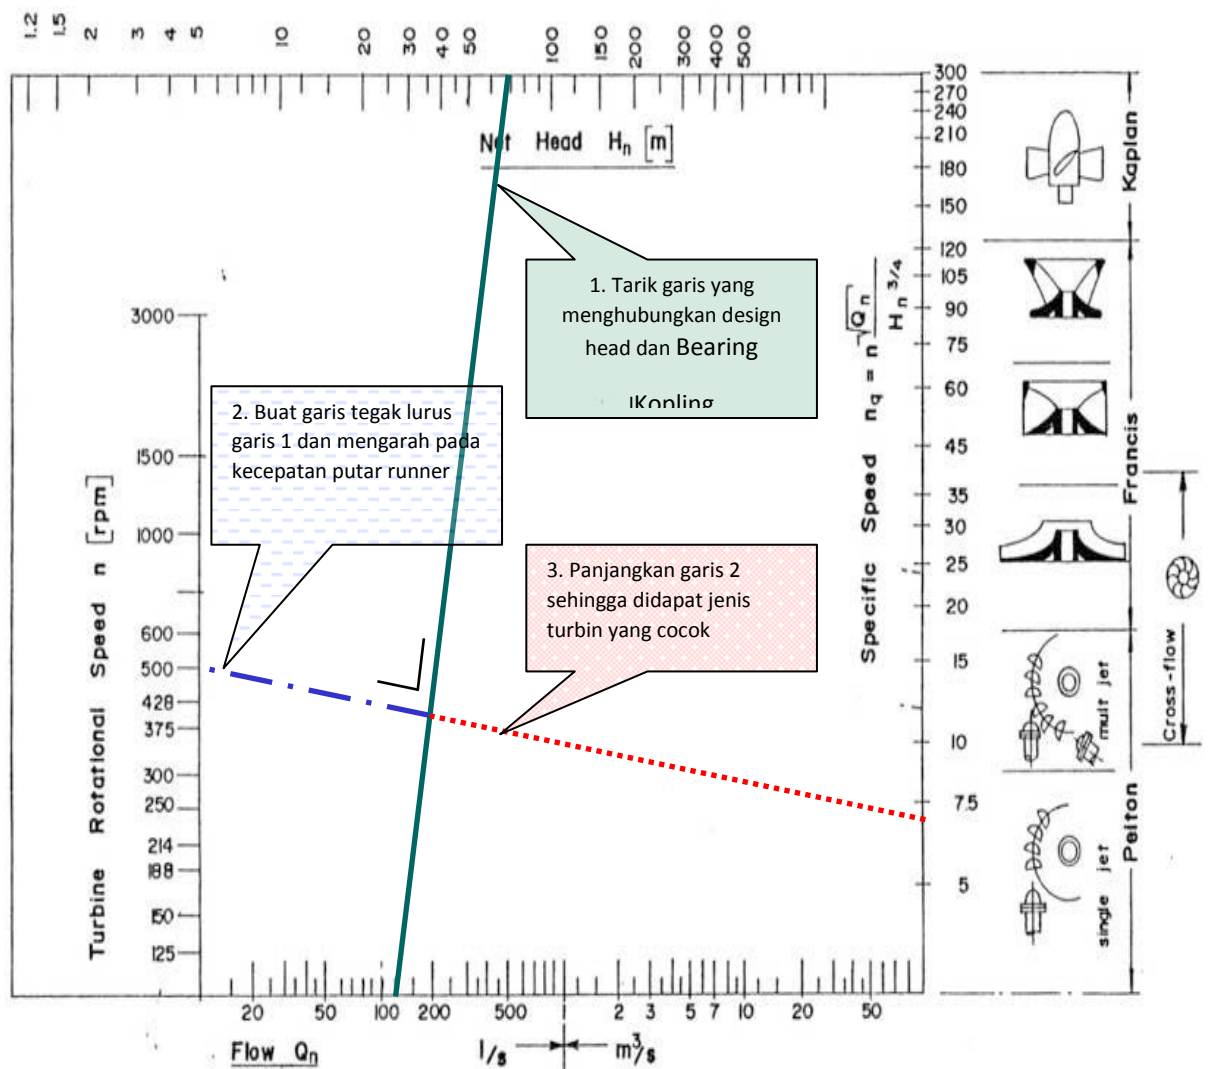 1.2 1.5 2 3 4 5 10 20 30 40 50 100 150 200 300 400 500
Net Head Hn [m]
1. Tarik garis yang
menghubungkan design
head dan Bearing
2. Buat garis tegak lurus
garis 1 dan mengarah pada
kecepatan putar runner
3. Panjangkan garis 2
sehingga didapat jenis
turbin yang cocok
Turbine Rotational Speed n [rpm]
3000
1500
1000
600
500
428
375
300
250
214
188
150
125
20 50 100 200 500 1 2 3 5 7 10 20 50
Flow Qn
l/s m³/s
Specific Speed nq = n √Qn / Hn 3/4
300
270
240
210
180
150
120
105
90
75
60
45
35
30
25
20
15
10
7.5
5
Kaplan
Francis
Cross-flow
Pelton
mult jet
single jet